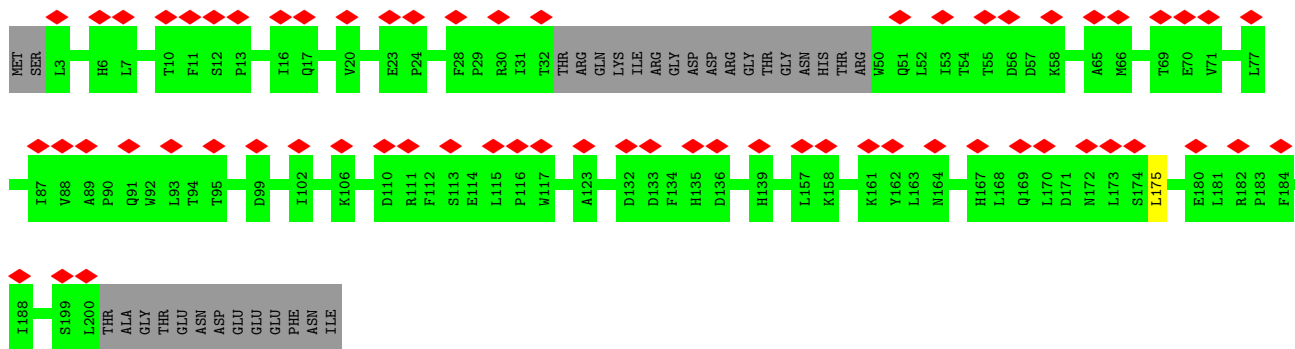 MET SER L3 H6 L7 T10 F11 S12 P13 I16 Q17 V20 E23 P24 F28 P29 R30 I31 T32 THR ARG GLN LYS ILE ARG GLY ASP ASP ARG GLY THR GLY ASN HIS THR ARG W50 Q51 L52 I53 T54 T55 D56 D57 K58 A65 M66 T69 E70 V71 L77
I87 V88 A89 P90 Q91 W92 L93 T94 T95 D99 I102 K106 D110 R111 F112 S113 E114 L115 P116 W117 A123 D132 D133 F134 H135 D136 H139 L157 K158 K161 Y162 L163 N164 H167 L168 Q169 L170 D171 N172 L173 S174 L175 E180 L181 R182 P183 F184
I188 S199 L200 THR ALA GLY THR GLU ASN ASP GLU GLU GLU PHE ASN ILE